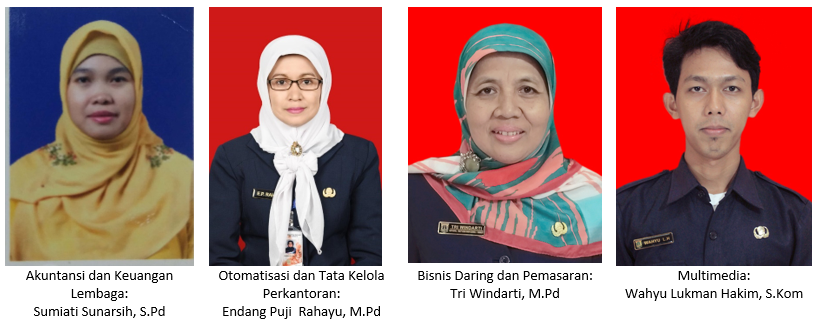 Akuntansi dan Keuangan
Lembaga:
Sumiati Sunarsih, S.Pd
Otomatisasi dan Tata Kelola
Perkantoran:
Endang Puji  Rahayu, M.Pd
Bisnis Daring dan Pemasaran:
Tri Windarti, M.Pd
Multimedia:
Wahyu Lukman Hakim, S.Kom
TRI WINDARTI
WAHYU L.H